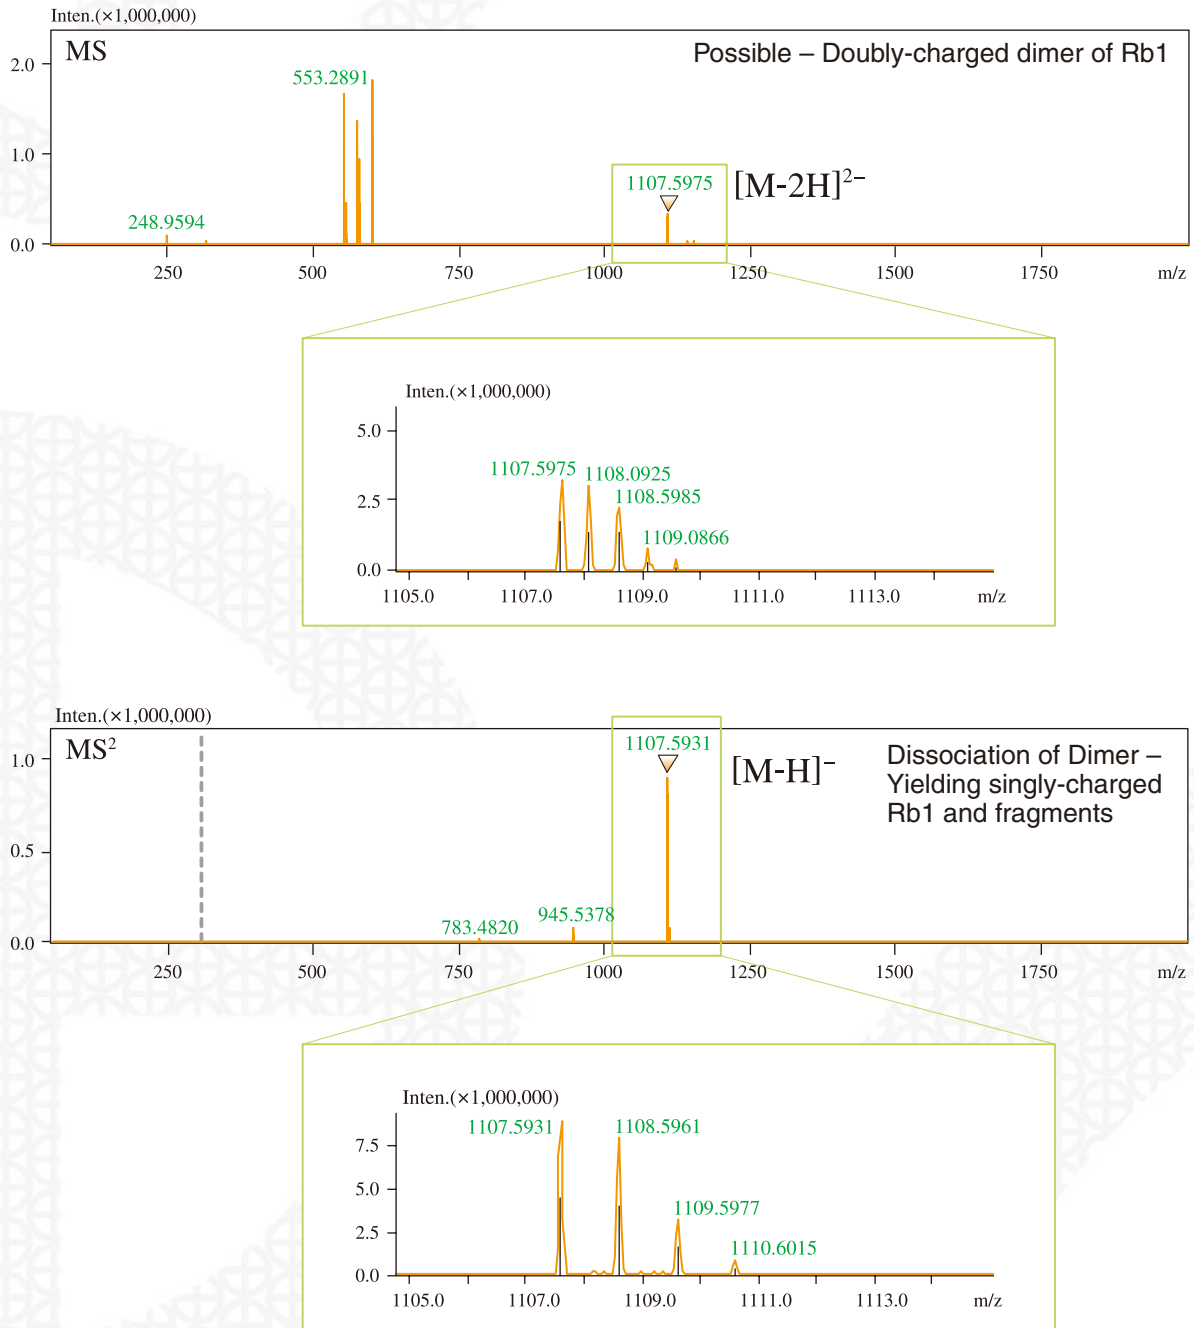 Inten.(×1,000,000)
MS
Possible – Doubly-charged dimer of Rb1
2.0
553.2891
1.0
1107.5975
[M-2H]2−
248.9594
0.0
250 500 750 1000 1250 1500 1750 m/z
Inten.(×1,000,000)
5.0
1107.5975
1108.0925
2.5
1108.5985
1109.0866
0.0
1105.0 1107.0 1109.0 1111.0 1113.0 m/z
Inten.(×1,000,000)
MS2
1107.5931
[M-H]−
Dissociation of Dimer –
Yielding singly-charged
Rb1 and fragments
1.0
0.5
945.5378
783.4820
0.0
250 500 750 1000 1250 1500 1750 m/z
Inten.(×1,000,000)
1107.5931
1108.5961
7.5
5.0
1109.5977
2.5
1110.6015
0.0
1105.0 1107.0 1109.0 1111.0 1113.0 m/z